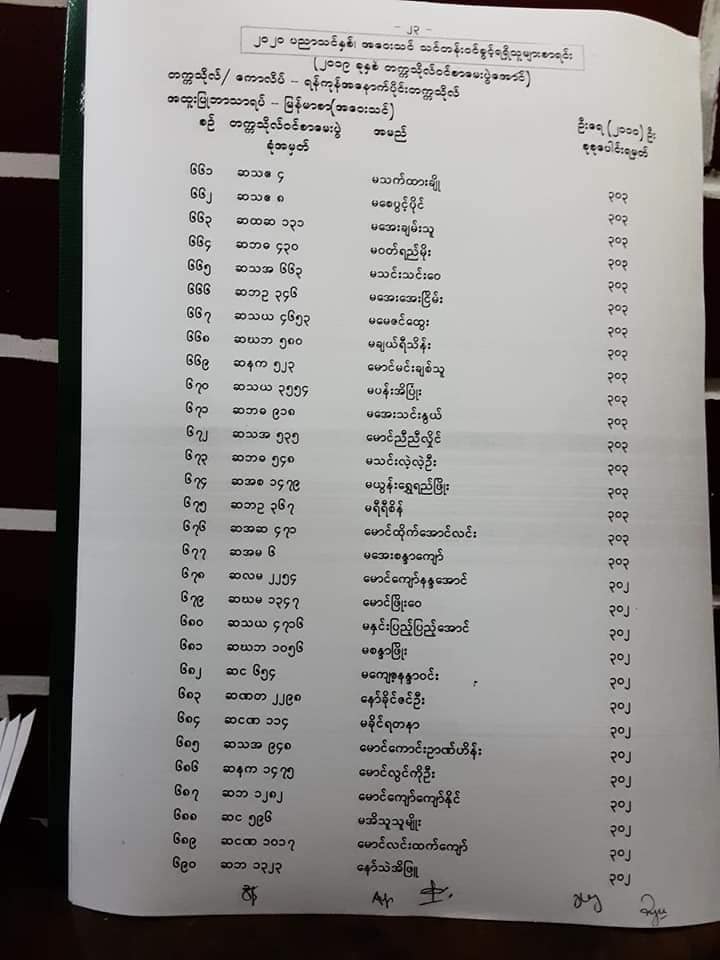 - ၂၃ -
၂၀၂၀ ပညာသင်နှစ်၊ အဝေးသင် သင်တန်းဝင်ခွင့်ရရှိသူများစာရင်း
(၂၀၁၉ ခုနှစ် တက္ကသိုလ်ဝင်စာမေးပွဲအောင်)
တက္ကသိုလ်/ ကောလိပ် - ရန်ကုန်အနောက်ပိုင်းတက္ကသိုလ်
အထူးပြုဘာသာရပ် - မြန်မာစာ(အဝေးသင်) ဦးရေ (၂၁၀၀) ဦး
စဉ် တက္ကသိုလ်ဝင်စာမေးပွဲ အမည် စုစုပေါင်းရမှတ်
ခုံအမှတ်
၆၆၁ ဆသဇ ၄ မသက်ထားချို ၃၀၃
၆၆၂ ဆသဇ ၈ မစေပွင့်ပိုင် ၃၀၃
၆၆၃ ဆထဆ ၁၃၁ မအေးချမ်းသူ ၃၀၃
၆၆၄ ဆဘဓ ၄၃၀ မဝတ်ရည်မိုး ၃၀၃
၆၆၅ ဆသအ ၆၆၃ မသင်းသင်းဝေ ၃၀၃
၆၆၆ ဆဘဥ ၃၄၆ မအေးအေးငြိမ်း ၃၀၃
၆၆၇ ဆသယ ၄၆၅၃ မမေဇင်ထွေး ၃၀၃
၆၆၈ ဆဃဘ ၅၈၀ မချယ်ရီသိန်း ၃၀၃
၆၆၉ ဆနက ၅၂၃ မောင်မင်းချစ်သူ ၃၀၃
၆၇၀ ဆသယ ၃၅၅၄ မပန်းအိပြုံး ၃၀၃
၆၇၁ ဆဘဓ ၉၁၈ မအေးသင်းနွယ် ၃၀၃
၆၇၂ ဆသအ ၅၃၅ မောင်ညီညီလှိုင် ၃၀၃
၆၇၃ ဆဘဓ ၅၄၈ မသင်းလဲ့လဲ့ဦး ၃၀၃
၆၇၄ ဆအစ ၁၄၇၉ မယွန်းရွှေရည်ဖြိုး ၃၀၃
၆၇၅ ဆဘဥ ၃၆၇ မရီရီစိန် ၃၀၃
၆၇၆ ဆအဆ ၄၇၁ မောင်ထိုက်အောင်လင်း ၃၀၃
၆၇၇ ဆအမ ၆ မအေးစန္ဒာကျော် ၃၀၃
၆၇၈ ဆလမ ၂၂၅၄ မောင်ကျော်နန္ဒအောင် ၃၀၂
၆၇၉ ဆဃမ ၁၃၄၇ မောင်ဖြိုးဝေ ၃၀၂
၆၈၀ ဆသယ ၄၇၁၆ မနှင်းပြည့်ပြည့်အောင် ၃၀၂
၆၈၁ ဆဃဘ ၁၀၅၆ မစန္ဒာဖြိုး ၃၀၂
၆၈၂ ဆင ၆၅၄ မကျေ့နန္ဒာဝင်း ၃၀၂
၆၈၃ ဆဏတ ၂၂၉၈ နော်ခိုင်ဇင်ဦး ၃၀၂
၆၈၄ ဆငဏ ၁၁၄ မခိုင်ရတနာ ၃၀၂
၆၈၅ ဆသအ ၉၄၈ မောင်ကောင်းဉာဏ်ဟိန်း ၃၀၂
၆၈၆ ဆနက ၁၄၇၅ မောင်လွင်ကိုဦး ၃၀၂
၆၈၇ ဆဘ ၁၂၈၂ မောင်ကျော်ကျော်နိုင် ၃၀၂
၆၈၈ ဆင ၅၉၆ မအိသူသူမျိုး ၃၀၂
၆၈၉ ဆငဏ ၁၀၁၇ မောင်လင်းထက်ကျော် ၃၀၂
၆၉၀ ဆဘ ၁၃၂၃ နော်သဲအိဖြူ ၃၀၂